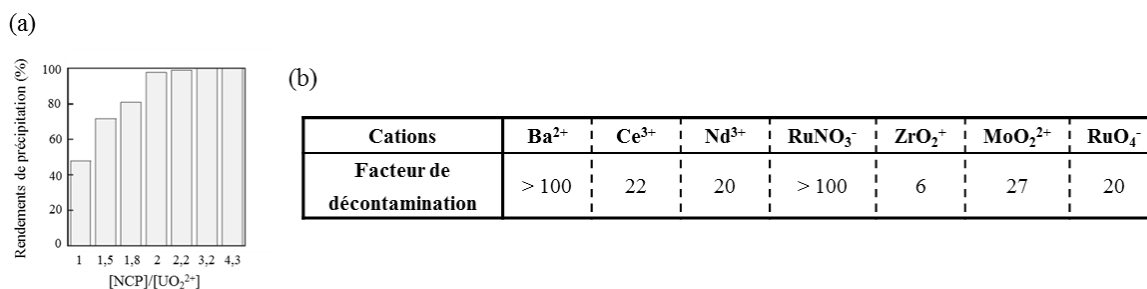 (a)
Rendements de précipitation (%)
100
80
60
40
20
0
1 1,5 1,8 2 2,2 3,2 4,3
[NCP]/[UO₂²⁺]
(b)
Cations Ba²⁺ Ce³⁺ Nd³⁺ RuNO₃⁻ ZrO₂⁺ MoO₂²⁺ RuO₄⁻
Facteur de
décontamination > 100 22 20 > 100 6 27 20